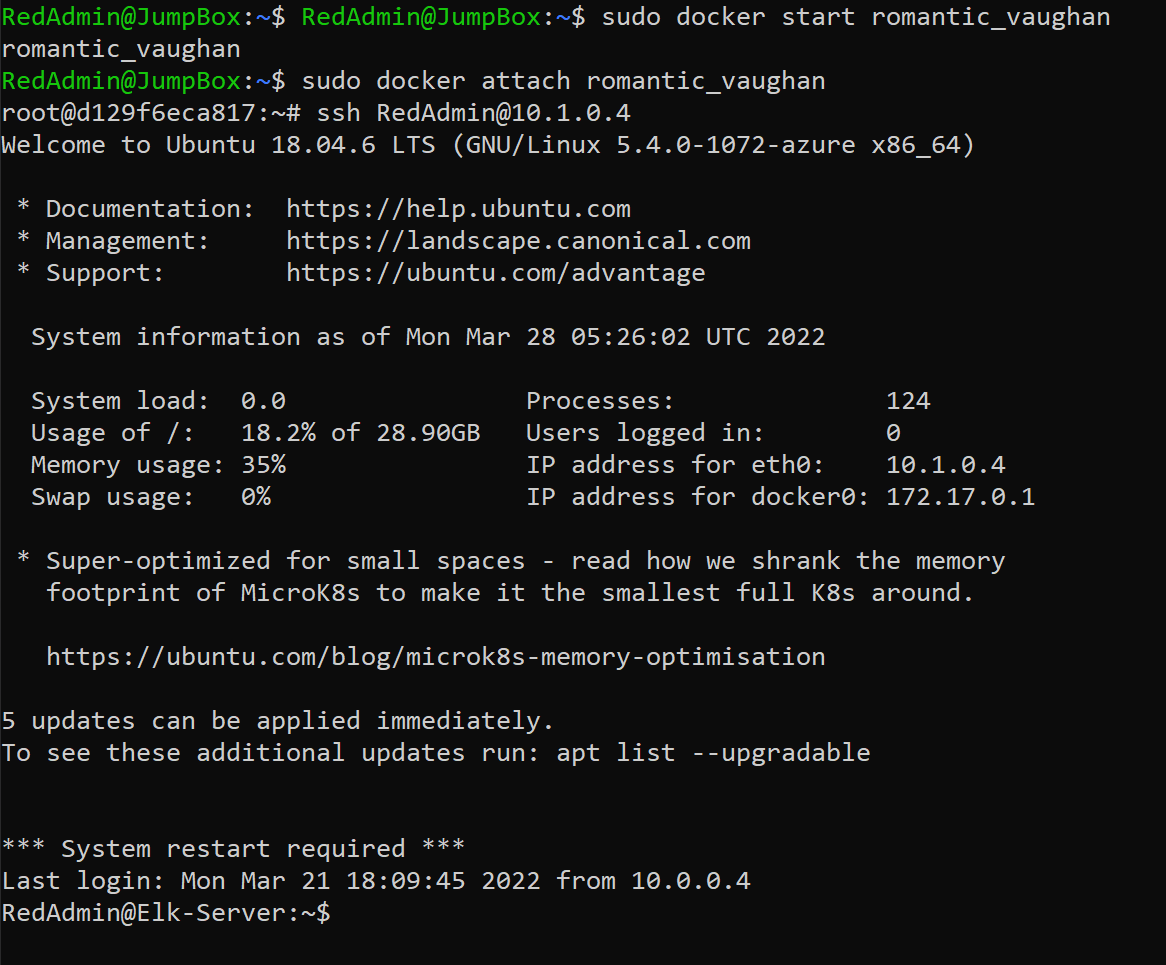 RedAdmin@JumpBox:~$ RedAdmin@JumpBox:~$ sudo docker start romantic_vaughan
romantic_vaughan
RedAdmin@JumpBox:~$ sudo docker attach romantic_vaughan
root@d129f6eca817:~# ssh RedAdmin@10.1.0.4
Welcome to Ubuntu 18.04.6 LTS (GNU/Linux 5.4.0-1072-azure x86_64)

 * Documentation:  https://help.ubuntu.com
 * Management:     https://landscape.canonical.com
 * Support:        https://ubuntu.com/advantage

  System information as of Mon Mar 28 05:26:02 UTC 2022

  System load:  0.0                Processes:              124
  Usage of /:   18.2% of 28.90GB   Users logged in:        0
  Memory usage: 35%                IP address for eth0:    10.1.0.4
  Swap usage:   0%                 IP address for docker0: 172.17.0.1

 * Super-optimized for small spaces - read how we shrank the memory
   footprint of MicroK8s to make it the smallest full K8s around.

   https://ubuntu.com/blog/microk8s-memory-optimisation

5 updates can be applied immediately.
To see these additional updates run: apt list --upgradable


*** System restart required ***
Last login: Mon Mar 21 18:09:45 2022 from 10.0.0.4
RedAdmin@Elk-Server:~$